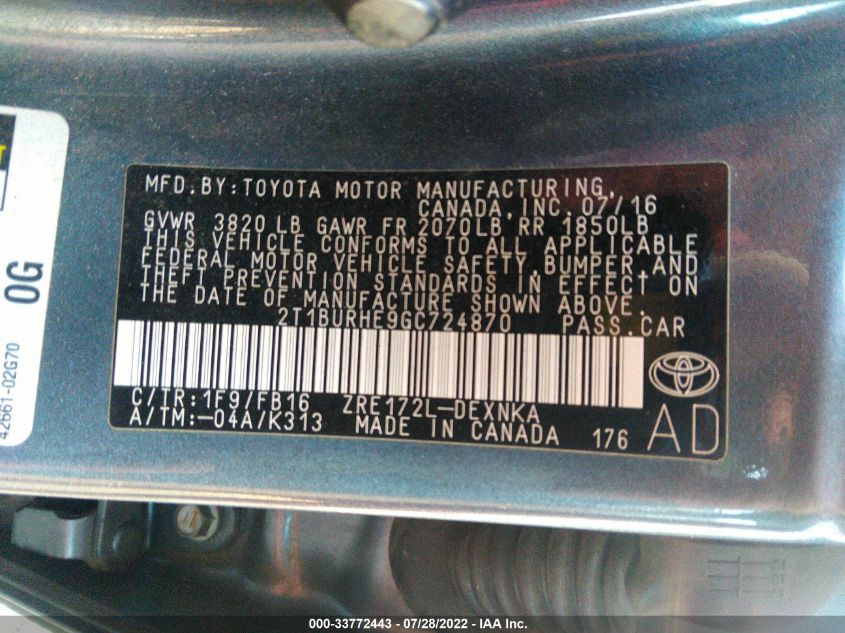 MFD.BY:TOYOTA MOTOR MANUFACTURING,
CANADA,INC. 07/16
GVWR 3820 LB GAWR FR 2070LB RR 1850LB
THIS VEHICLE CONFORMS TO ALL APPLICABLE
FEDERAL MOTOR VEHICLE SAFETY,BUMPER,AND
THEFT PREVENTION STANDARDS IN EFFECT ON
THE DATE OF MANUFACTURE SHOWN ABOVE.
2T1BURHE9GC724870 PASS.CAR
C/TR:1F9/FB16 ZRE172L-DEXNKA
A/TM:-04A/K313 MADE IN CANADA 176 AD
0G
42661-02G70
000-33772443 / 07/28/2022 - IAA Inc.